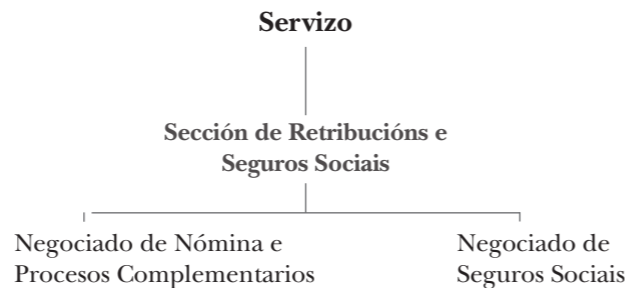 Servizo
Sección de Retribucións e
Seguros Sociais
Negociado de Nómina e
Procesos Complementarios
Negociado de
Seguros Sociais